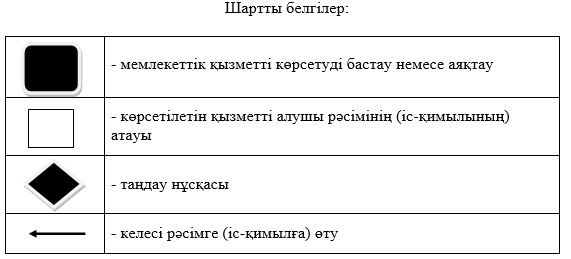 Шартты белгілер:
- мемлекеттік қызметті көрсетуді бастау немесе аяқтау
- көрсетілетін қызметті алушы рәсімінің (іс-қимылының)
атауы
- таңдау нұсқасы
- келесі рәсімге (іс-қимылға) өту